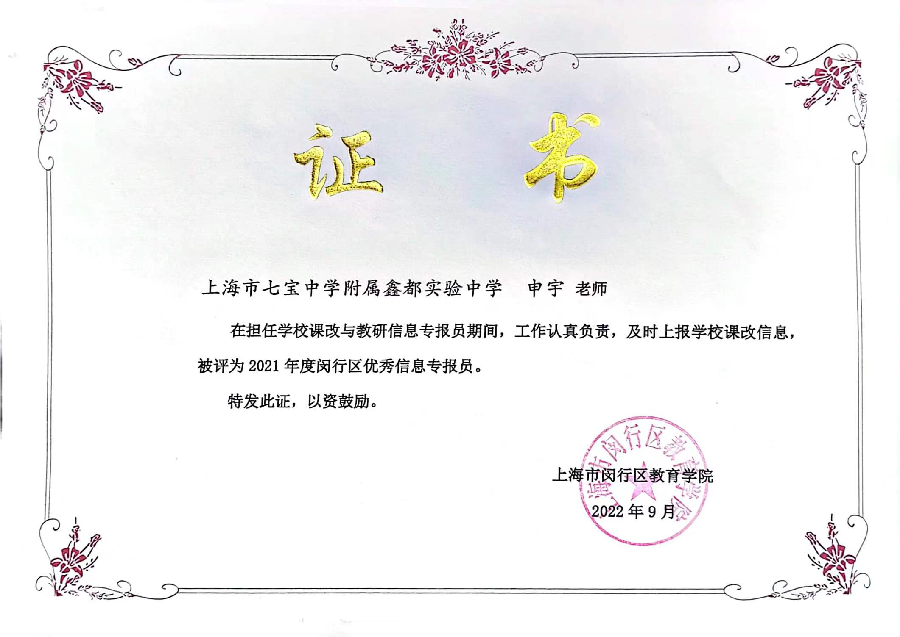 证 书
上海市七宝中学附属鑫都实验中学 申宇 老师
在担任学校课改与教研信息专报员期间，工作认真负责，及时上报学校课改信息，
被评为 2021 年度闵行区优秀信息专报员。
特发此证，以资鼓励。
上海市闵行区教育学院
上海市闵行区教育学院
2022 年 9 月